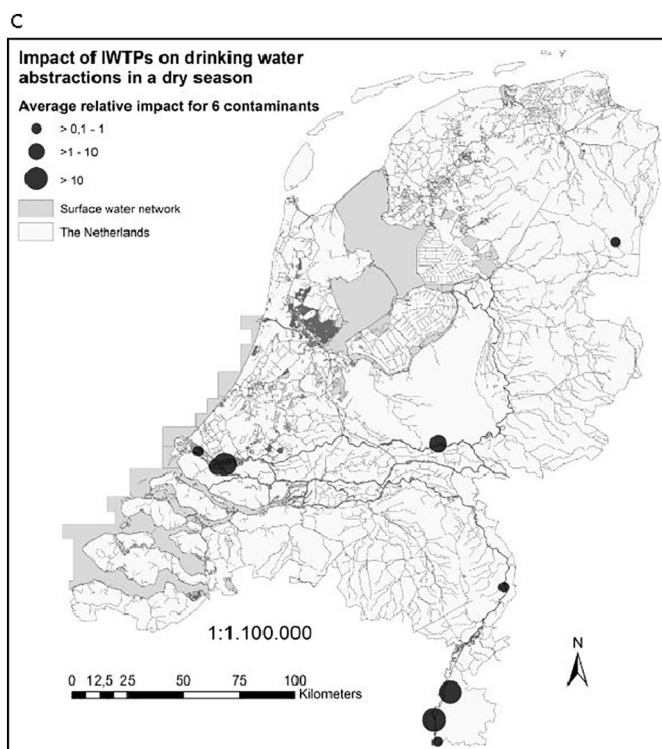 C
Impact of IWTPs on drinking water
abstractions in a dry season
Average relative impact for 6 contaminants
> 0,1 - 1
>1 - 10
> 10
Surface water network
The Netherlands
1:1.100.000
N
0 12,5 25 50 75 100
Kilometers